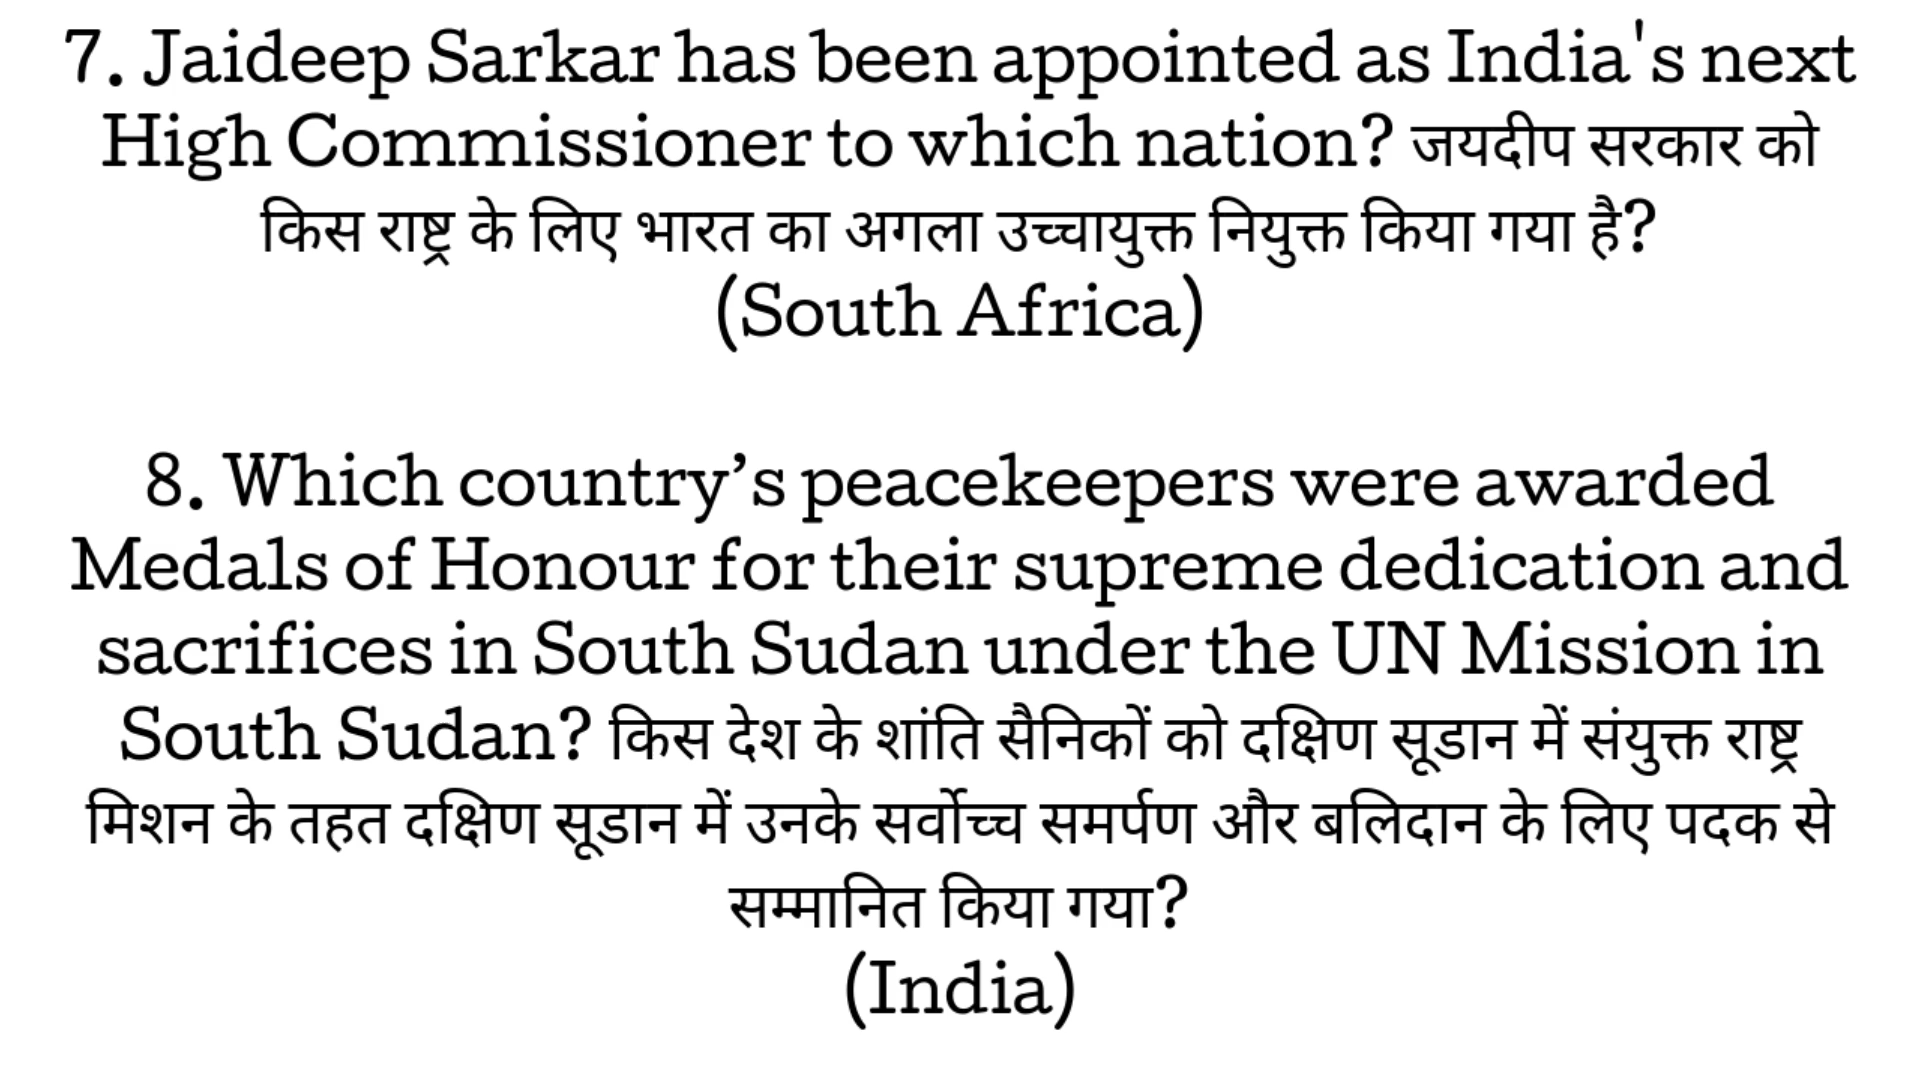 7. Jaideep Sarkar has been appointed as India's next
High Commissioner to which nation? जयदीप सरकार को
किस राष्ट्र के लिए भारत का अगला उच्चायुक्त नियुक्त किया गया है?
(South Africa)
8. Which country’s peacekeepers were awarded
Medals of Honour for their supreme dedication and
sacrifices in South Sudan under the UN Mission in
South Sudan? किस देश के शांति सैनिकों को दक्षिण सूडान में संयुक्त राष्ट्र
मिशन के तहत दक्षिण सूडान में उनके सर्वोच्च समर्पण और बलिदान के लिए पदक से
सम्मानित किया गया?
(India)